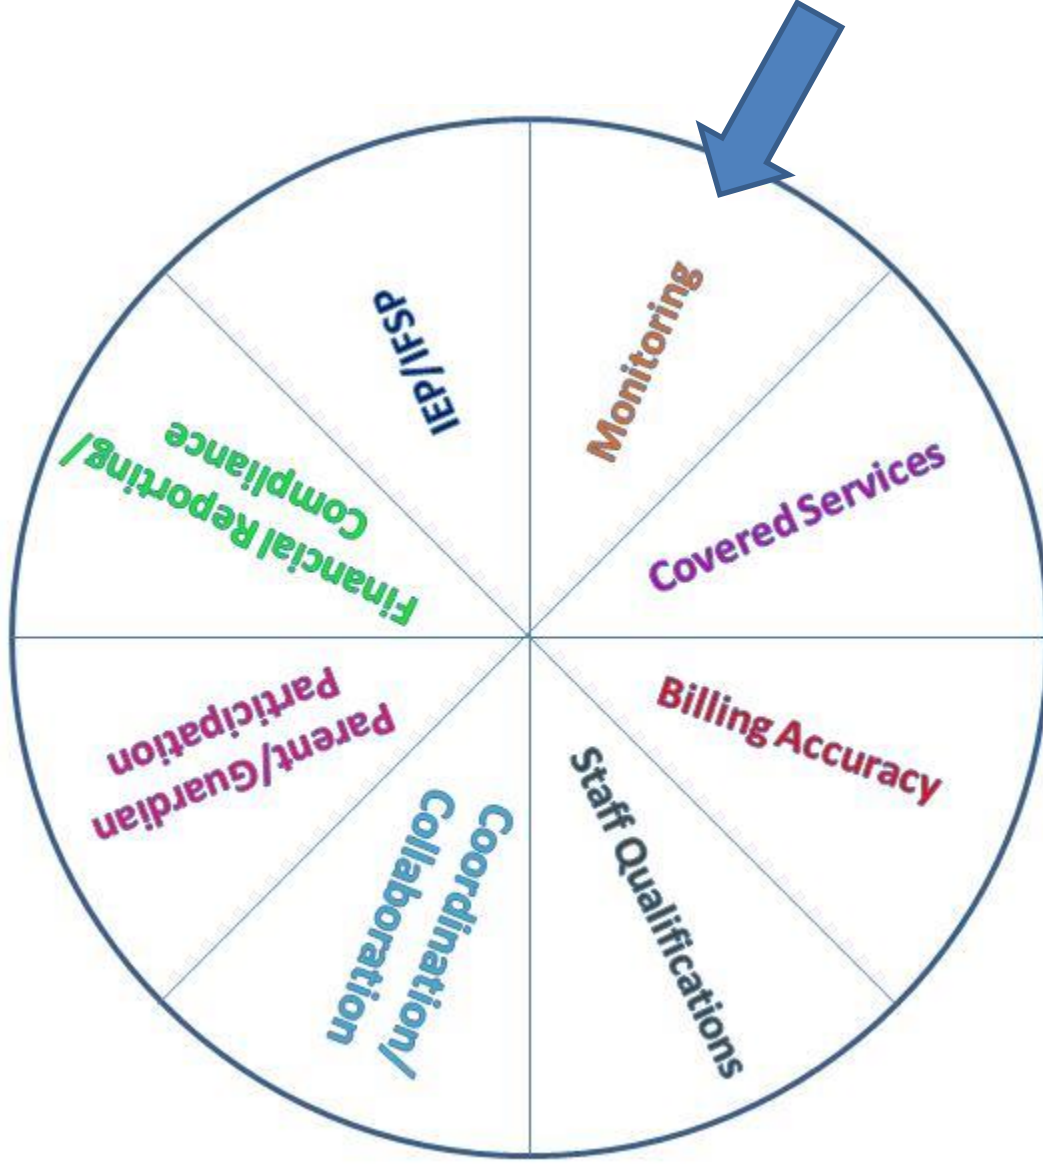 Monitoring
Covered Services
Billing Accuracy
Staff Qualifications
Coordination/
Collaboration
Parent/Guardian
Participation
Financial Reporting/
Compliance
IEP/IFSP